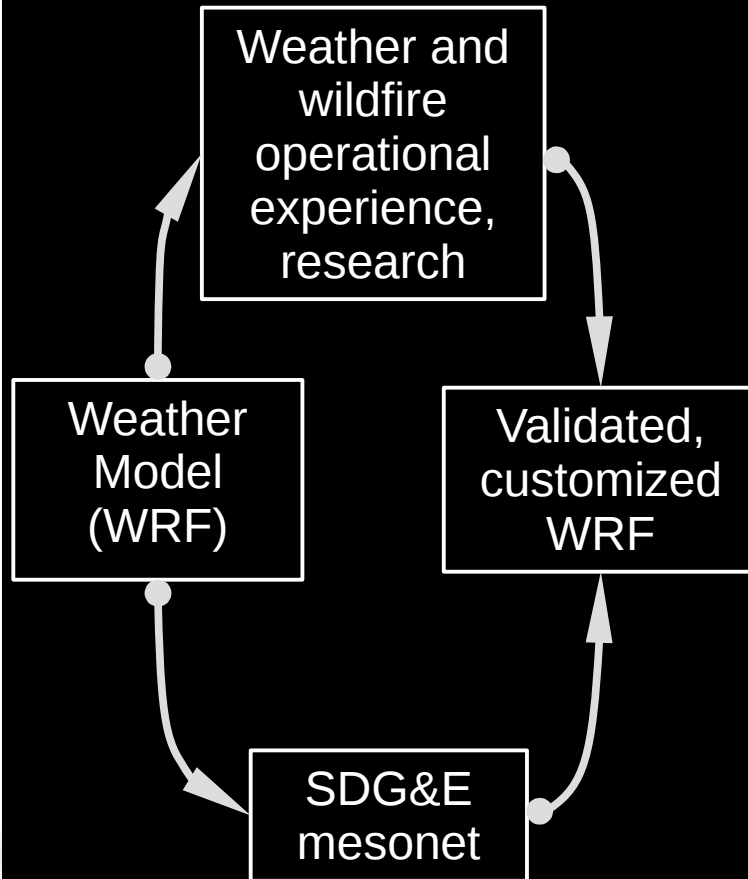 Weather and
wildfire
operational
experience,
research
Weather
Model
(WRF)
Validated,
customized
WRF
SDG&E
mesonet